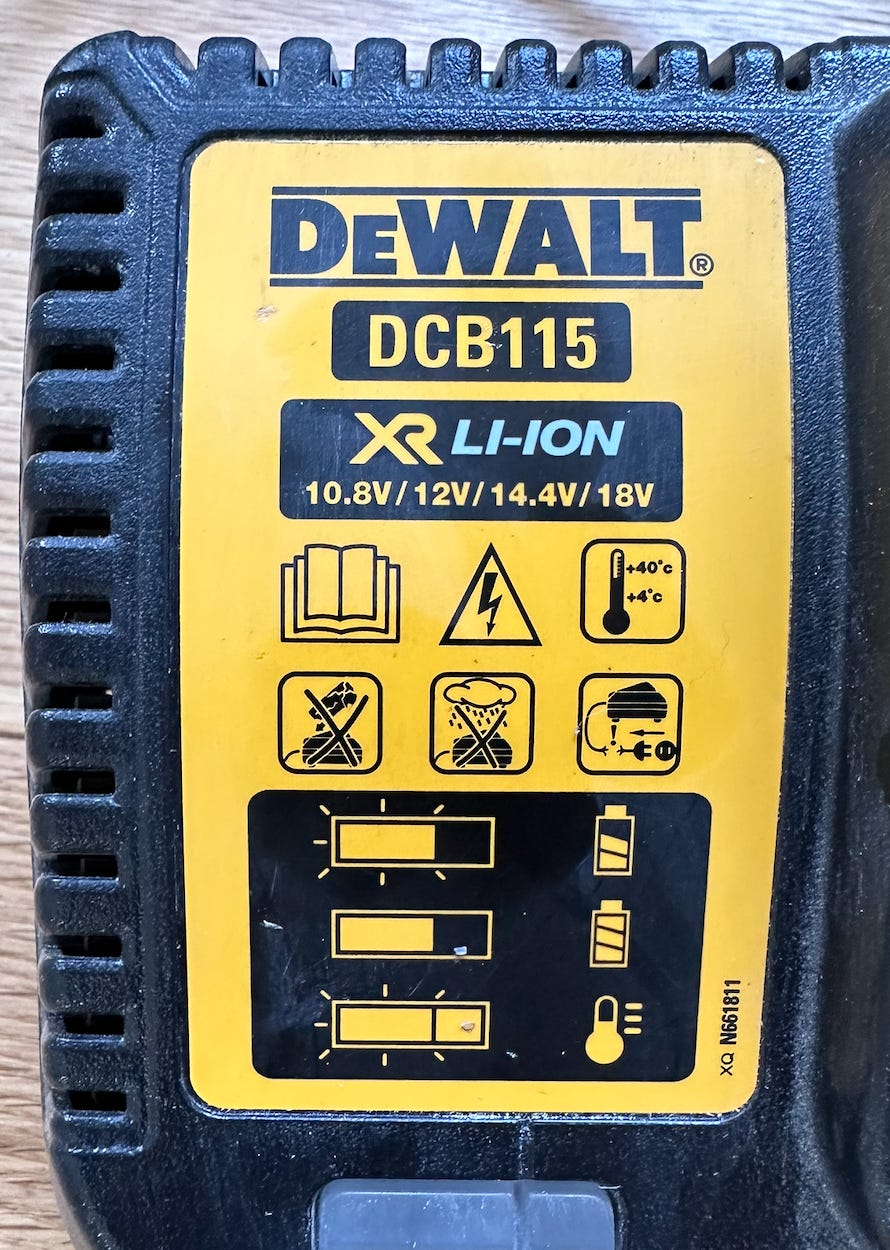 DEWALT®
DCB115
XR LI-ION
10.8V/12V/14.4V/18V
+40°c
+4°c
XQ N661811